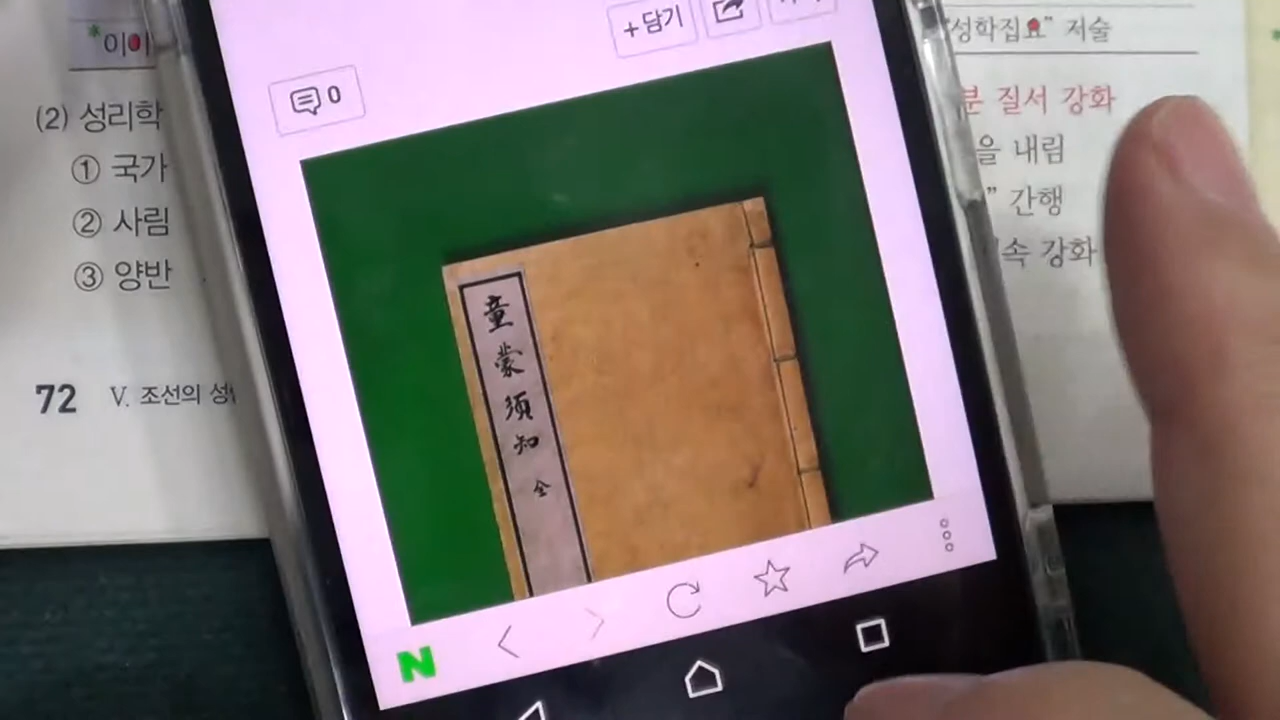 이이
(2) 성리학
① 국가
② 사림
③ 양반
72 V. 조선의 성
+담기
0
童蒙須知 全
N
"성학집요" 저술
분 질서 강화
을 내림
" 간행
속 강화